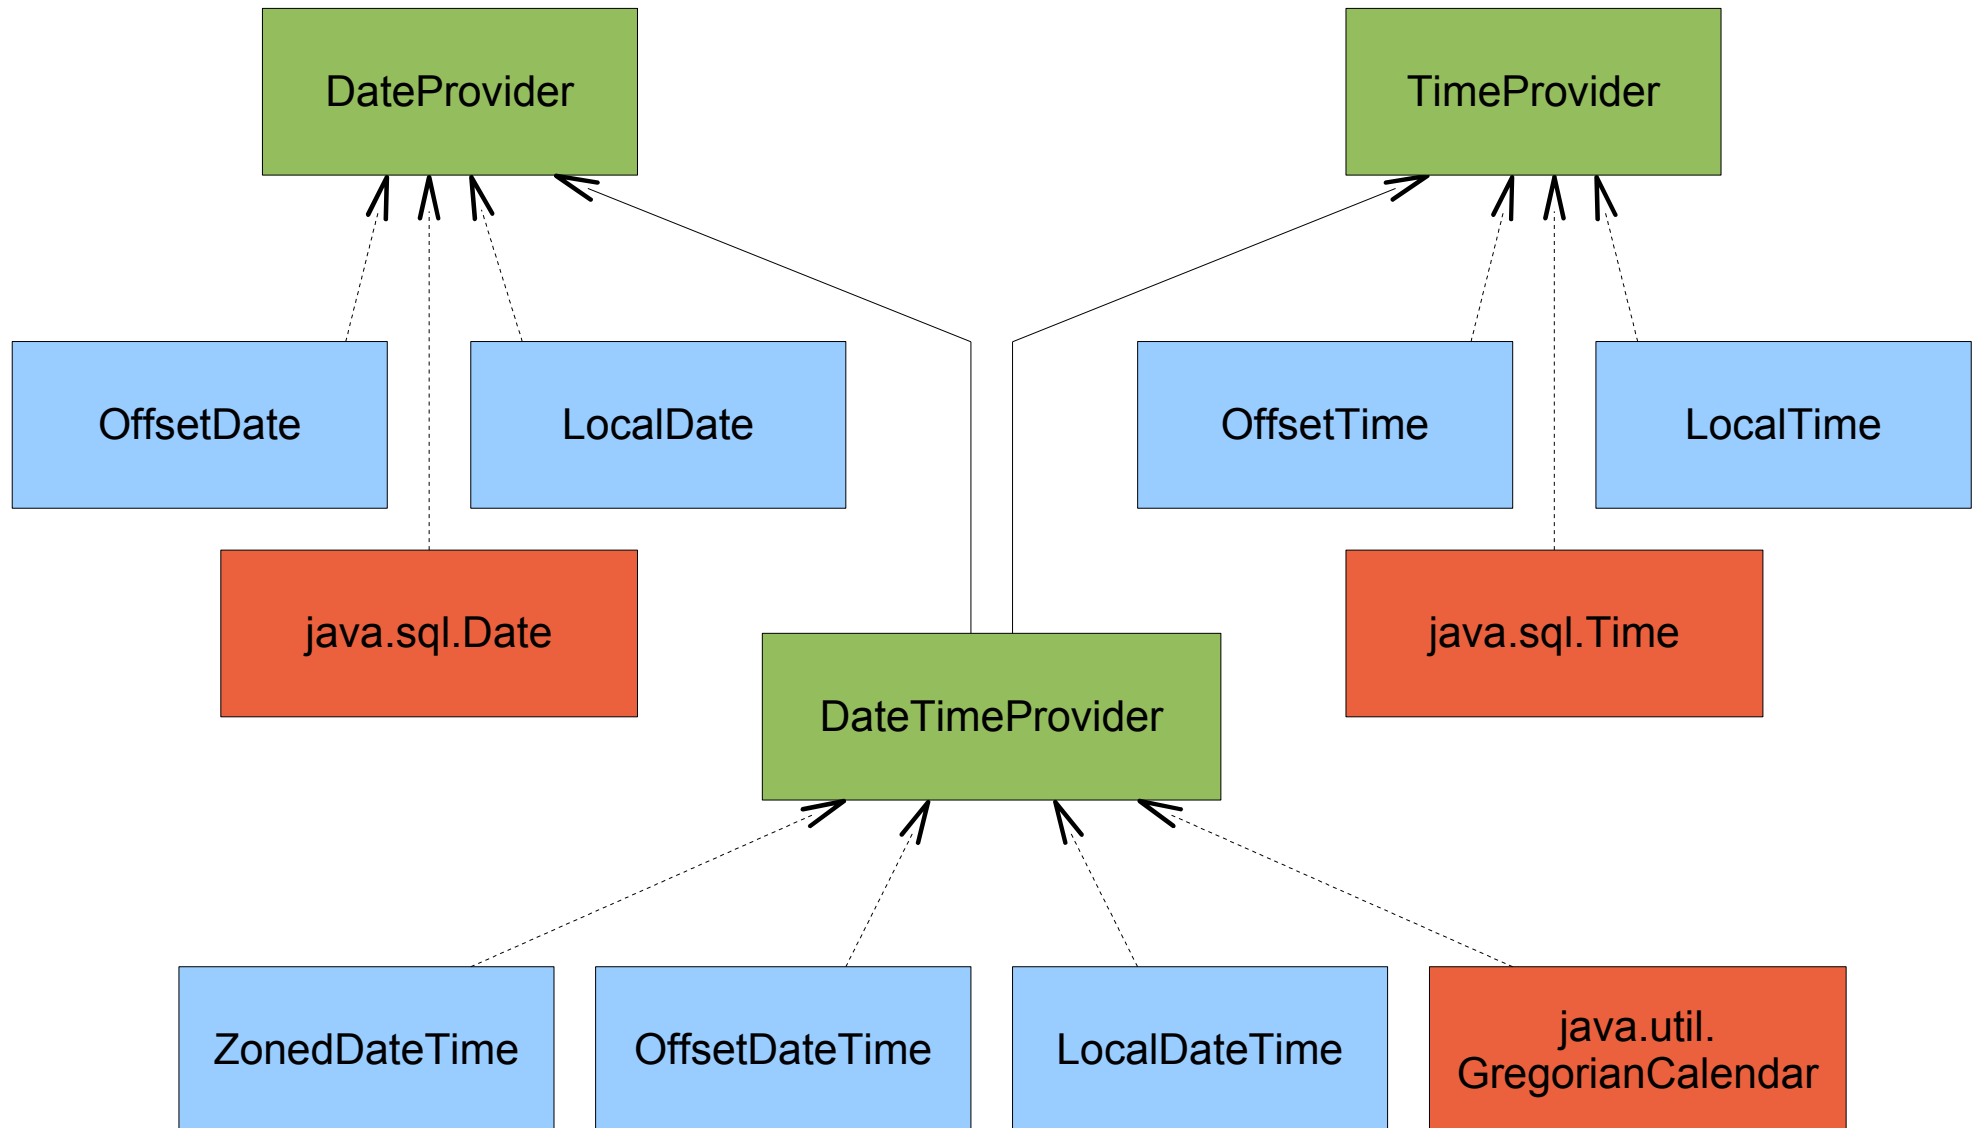 DateProvider
TimeProvider
OffsetDate
LocalDate
OffsetTime
LocalTime
java.sql.Date
java.sql.Time
DateTimeProvider
ZonedDateTime
OffsetDateTime
LocalDateTime
java.util.
GregorianCalendar